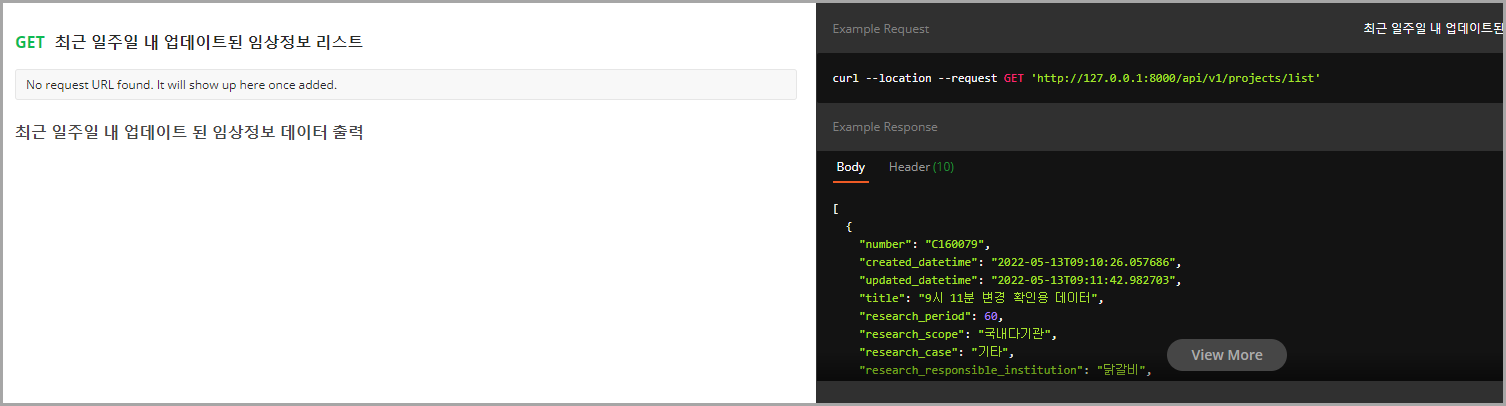 GET 최근 일주일 내 업데이트된 임상정보 리스트
No request URL found. It will show up here once added.
최근 일주일 내 업데이트 된 임상정보 데이터 출력
Example Request 최근 일주일 내 업데이트된
curl --location --request GET 'http://127.0.0.1:8000/api/v1/projects/list'
Example Response
Body Header (10)
[
{
"number": "C160079",
"created_datetime": "2022-05-13T09:10:26.057686",
"updated_datetime": "2022-05-13T09:11:42.982703",
"title": "9시 11분 변경 확인용 데이터",
"research_period": 60,
"research_scope": "국내다기관",
"research_case": "기타",
"research_responsible_institution": "닭갈비",
View More